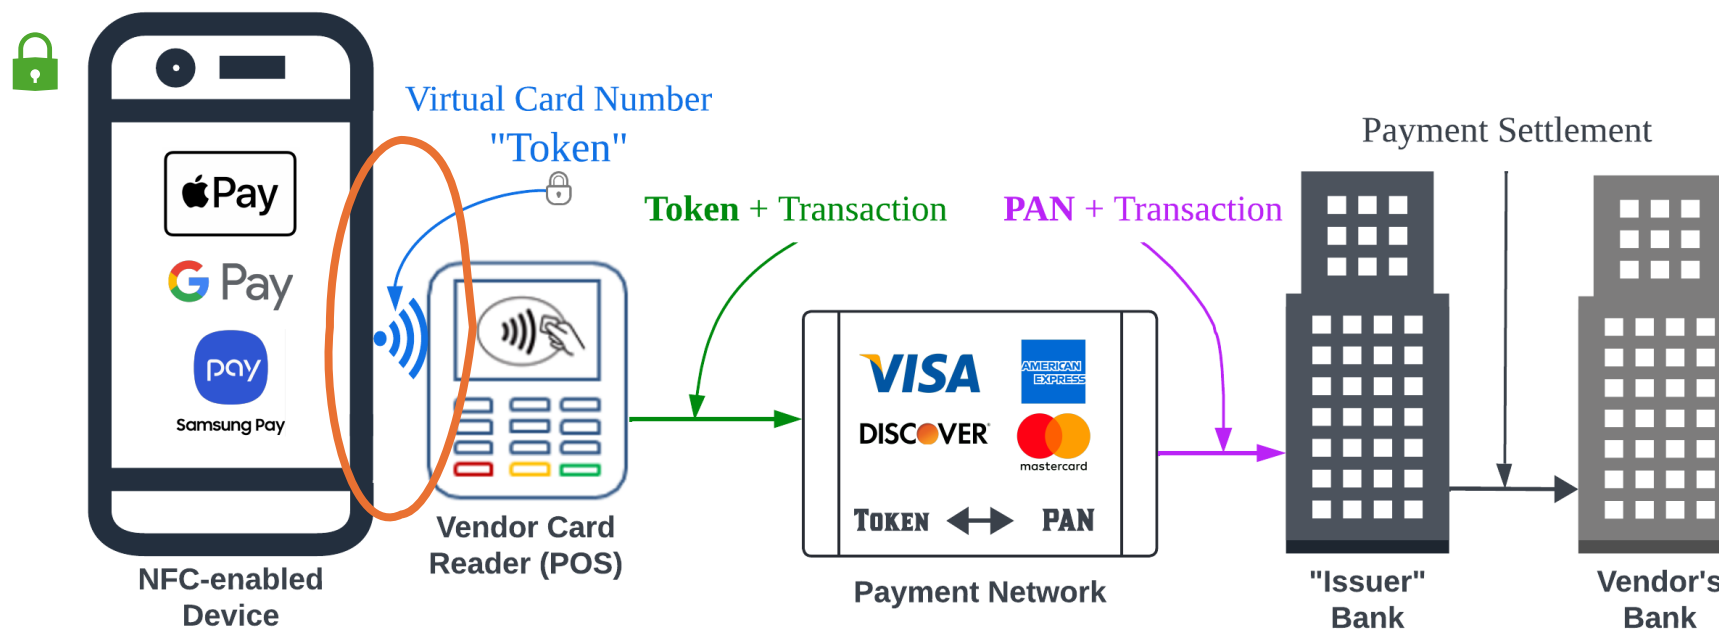 Virtual Card Number
"Token"
Payment Settlement
Pay
G Pay
pay
Samsung Pay
Token + Transaction
PAN + Transaction
VISA
AMERICAN
EXPRESS
DISCOVER
mastercard
TOKEN
PAN
NFC-enabled
Device
Vendor Card
Reader (POS)
Payment Network
"Issuer"
Bank
Vendor's
Bank